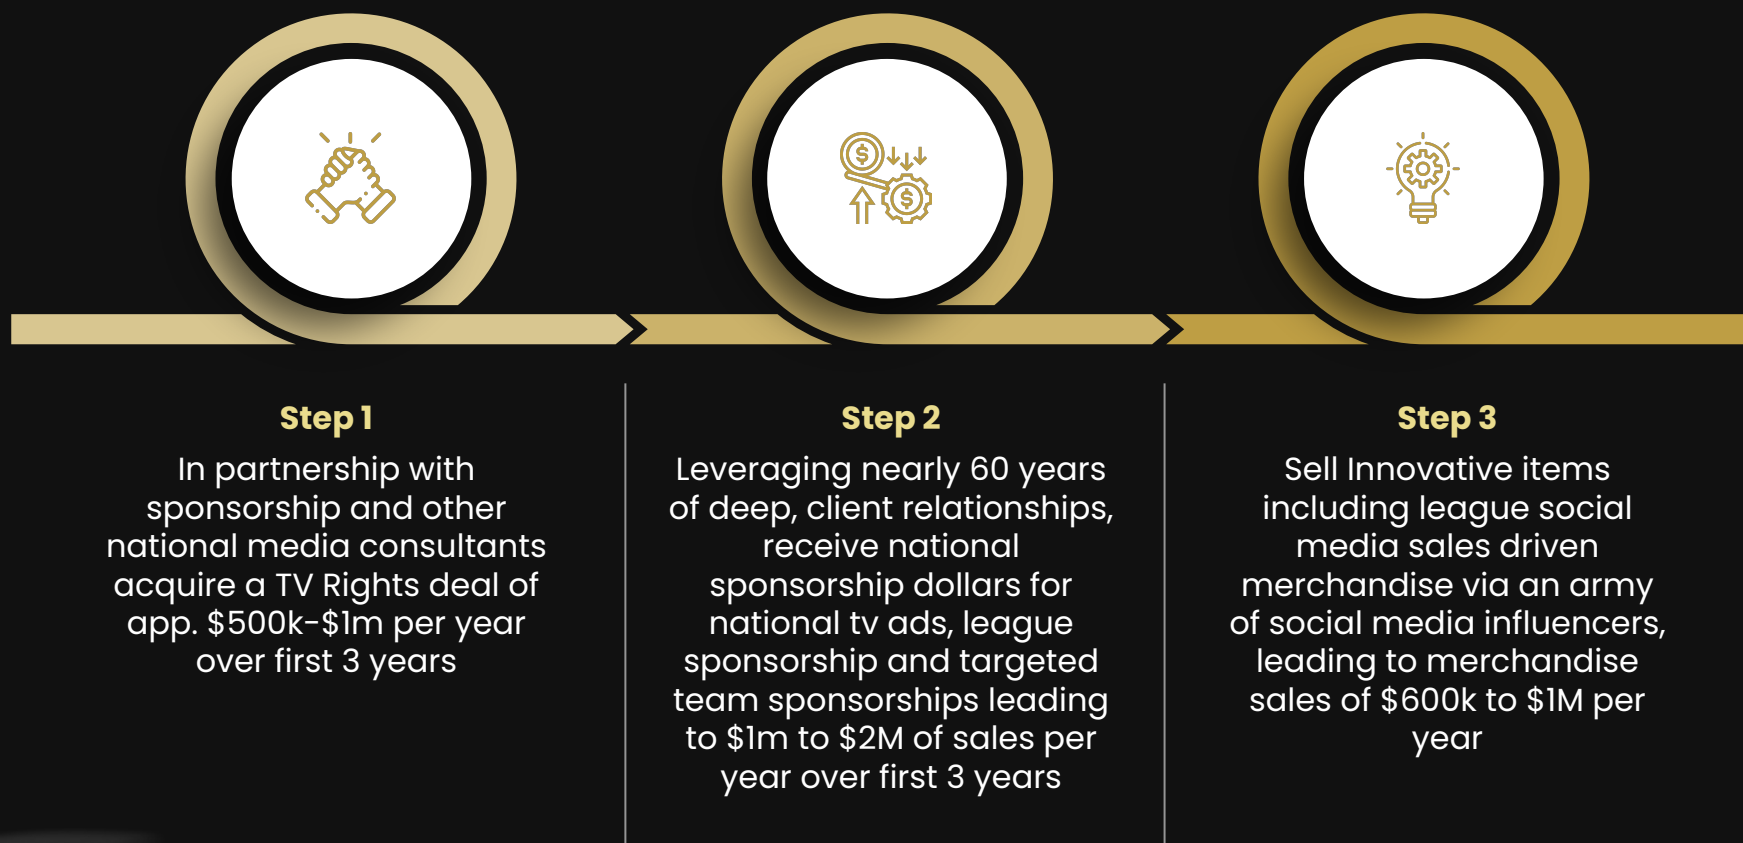 Step 1
In partnership with
sponsorship and other
national media consultants
acquire a TV Rights deal of
app. $500k-$1m per year
over first 3 years
Step 2
Leveraging nearly 60 years
of deep, client relationships,
receive national
sponsorship dollars for
national tv ads, league
sponsorship and targeted
team sponsorships leading
to $1m to $2M of sales per
year over first 3 years
Step 3
Sell Innovative items
including league social
media sales driven
merchandise via an army
of social media influencers,
leading to merchandise
sales of $600k to $1M per
year